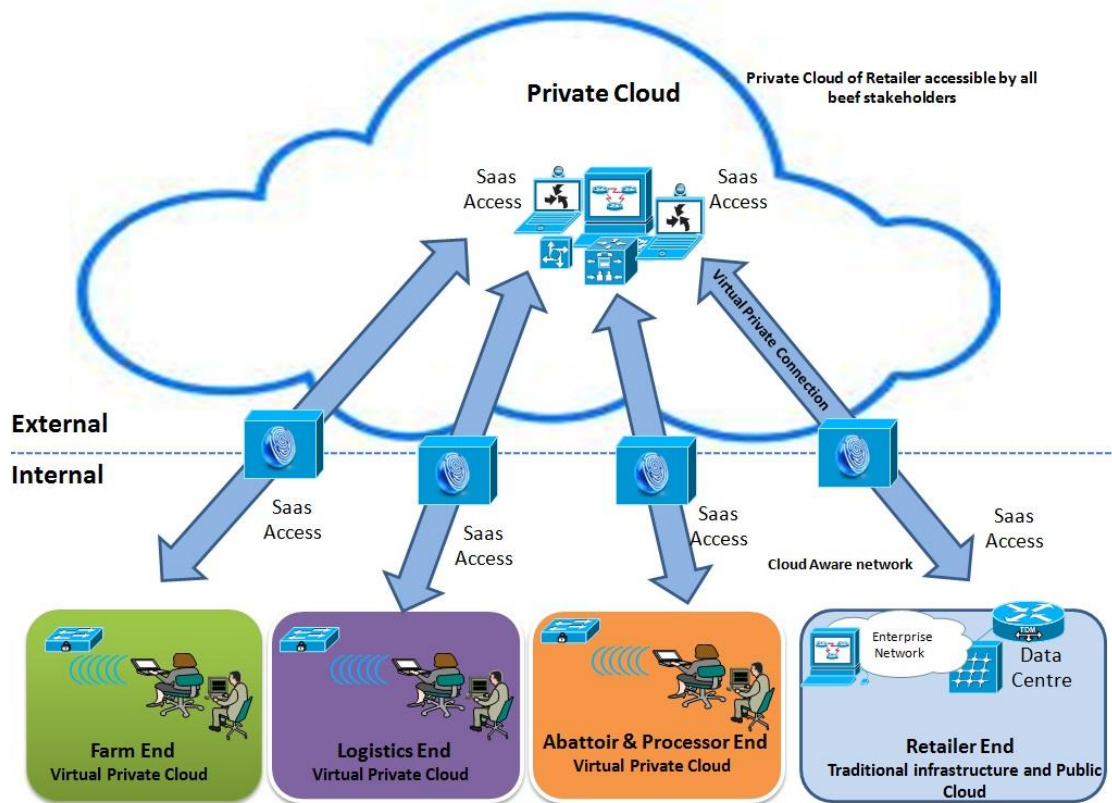 Private Cloud
Private Cloud of Retailer accessible by all
beef stakeholders
Saas
Access
Saas
Access
Virtual Private Connection
External
Internal
Saas
Access
Saas
Access
Saas
Access
Saas
Access
Cloud Aware network
Enterprise
Network
TDM
Data
Centre
Farm End
Virtual Private Cloud
Logistics End
Virtual Private Cloud
Abattoir & Processor End
Virtual Private Cloud
Retailer End
Traditional infrastructure and Public
Cloud